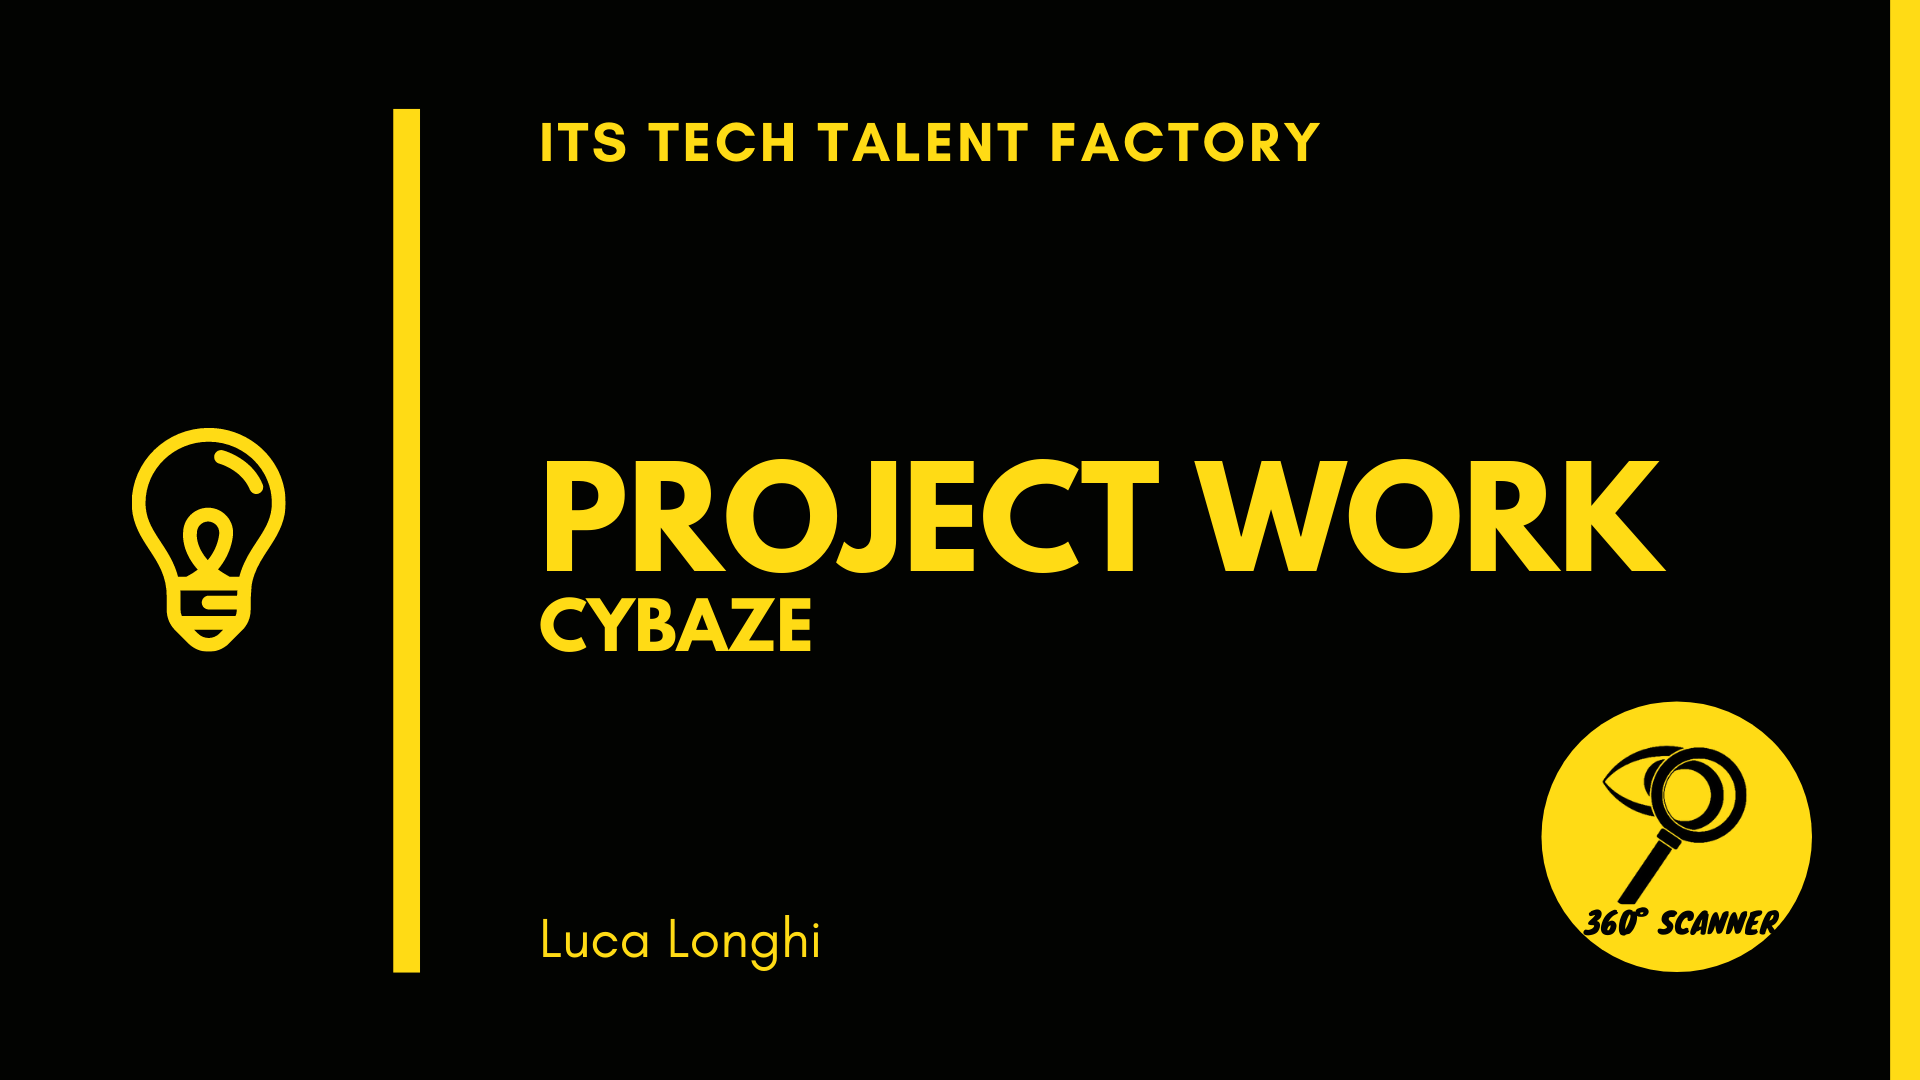 ITS TECH TALENT FACTORY
PROJECT WORK
CYBAZE
Luca Longhi
360° SCANNER